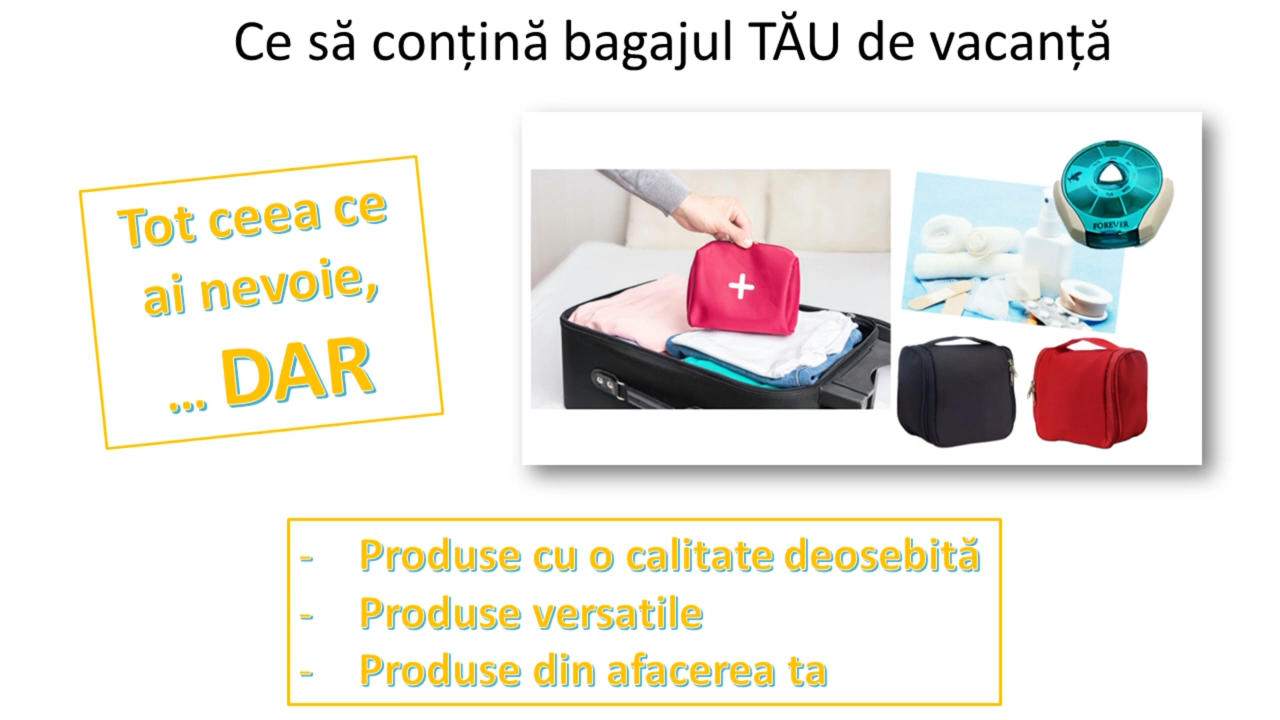 Ce să conțină bagajul TĂU de vacanță
Tot ceea ce
ai nevoie,
... DAR
FOREVER
- Produse cu o calitate deosebită
- Produse versatile
- Produse din afacerea ta